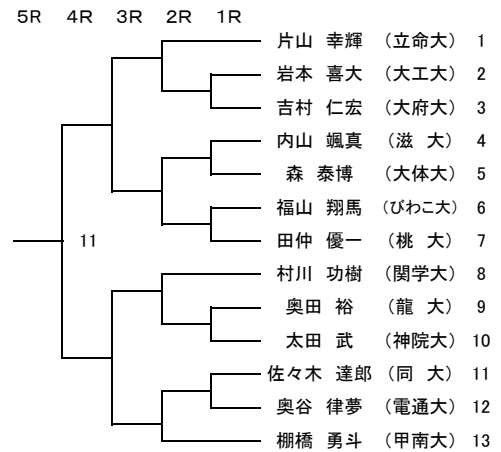 5R 4R 3R 2R 1R
片山 幸輝 （立命大） 1
岩本 喜大 （大工大） 2
吉村 仁宏 （大府大） 3
内山 颯真 （滋 大） 4
森 泰博 （大体大） 5
福山 翔馬 （びわこ大） 6
田仲 優一 （桃 大） 7
11
村川 功樹 （関学大） 8
奥田 裕 （龍 大） 9
太田 武 （神院大） 10
佐々木 達郎 （同 大） 11
奥谷 律夢 （電通大） 12
棚橋 勇斗 （甲南大） 13